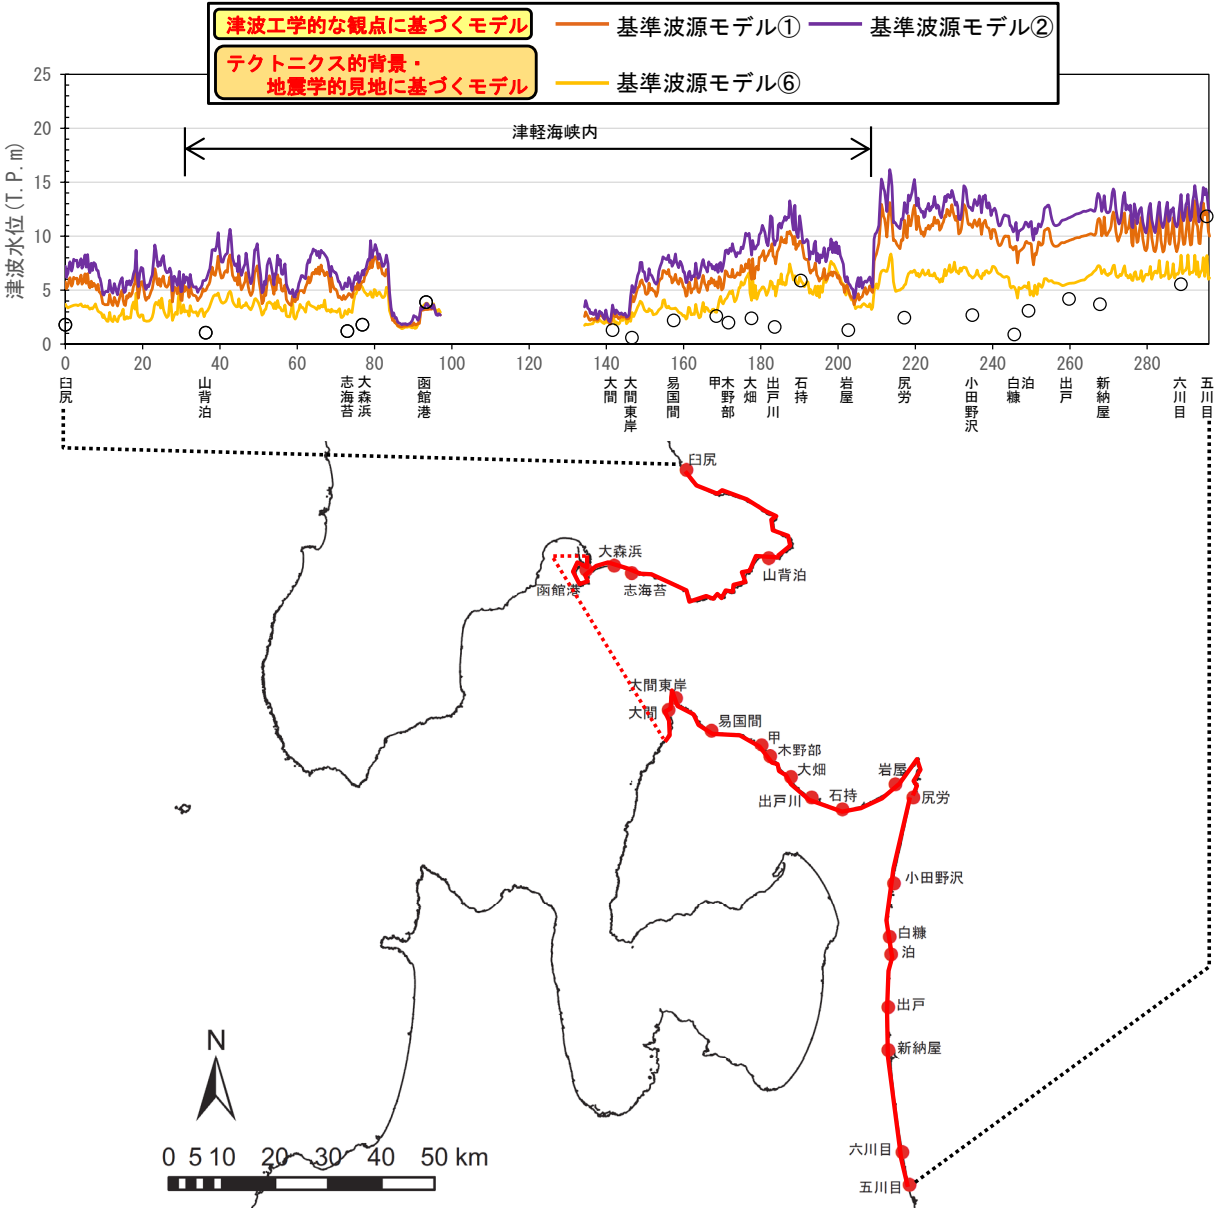 津波工学的な観点に基づくモデル
基準波源モデル① 基準波源モデル②
テクトニクス的背景・
地震学的見地に基づくモデル
基準波源モデル⑥
津波水位(T.P.m)
25
20
15
10
5
0
津軽海峡内
0 20 40 60 80 100 120 140 160 180 200 220 240 260 280
臼尻
山背泊
志海苔
大森浜
函館港
大間
大間東岸
易国間
甲
木野部
大畑
出戸川
石持
岩屋
尻労
小田野沢
白糠
泊
出戸
新納屋
六川目
五川目
臼尻
大森浜
函館港
志海苔
山背泊
大間東岸
大間
易国間
甲
木野部
大畑
出戸川
石持
岩屋
尻労
小田野沢
白糠
泊
出戸
新納屋
六川目
五川目
N
0 5 10 20 30 40 50 km